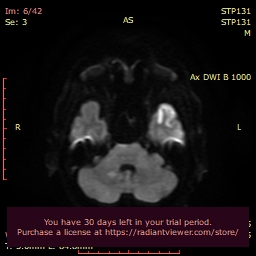 Im: 6/42
Se: 3
AS
STP131
STP131
M
Ax DWI B 1000
R
L
You have 30 days left in your trial period.
Purchase a license at https://radiantviewer.com/store/